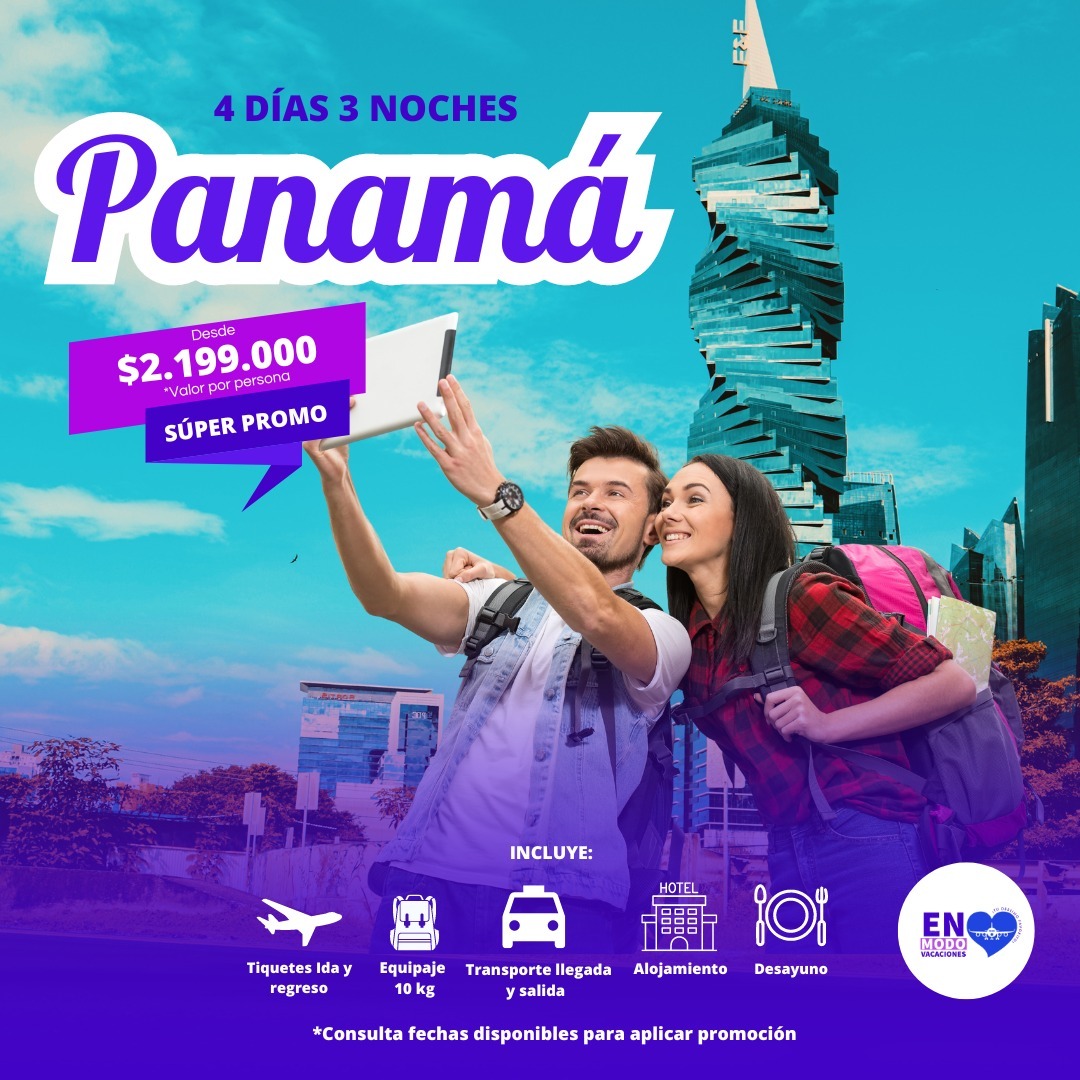 F&F
4 DÍAS 3 NOCHES
Panamá
Desde
$2.199.000
*Valor por persona
SÚPER PROMO
INCLUYE:
HOTEL
Tiquetes Ida y
regreso
Equipaje
10 kg
Transporte llegada
y salida
Alojamiento
Desayuno
EN
MODO
VACACIONES
*Consulta fechas disponibles para aplicar promoción